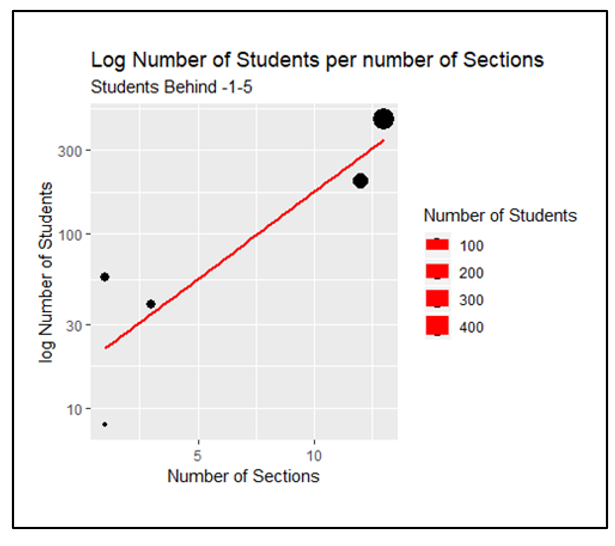 Log Number of Students per number of Sections
Students Behind -1-5
300
100
30
10
log Number of Students
5
10
Number of Sections
Number of Students
100
200
300
400